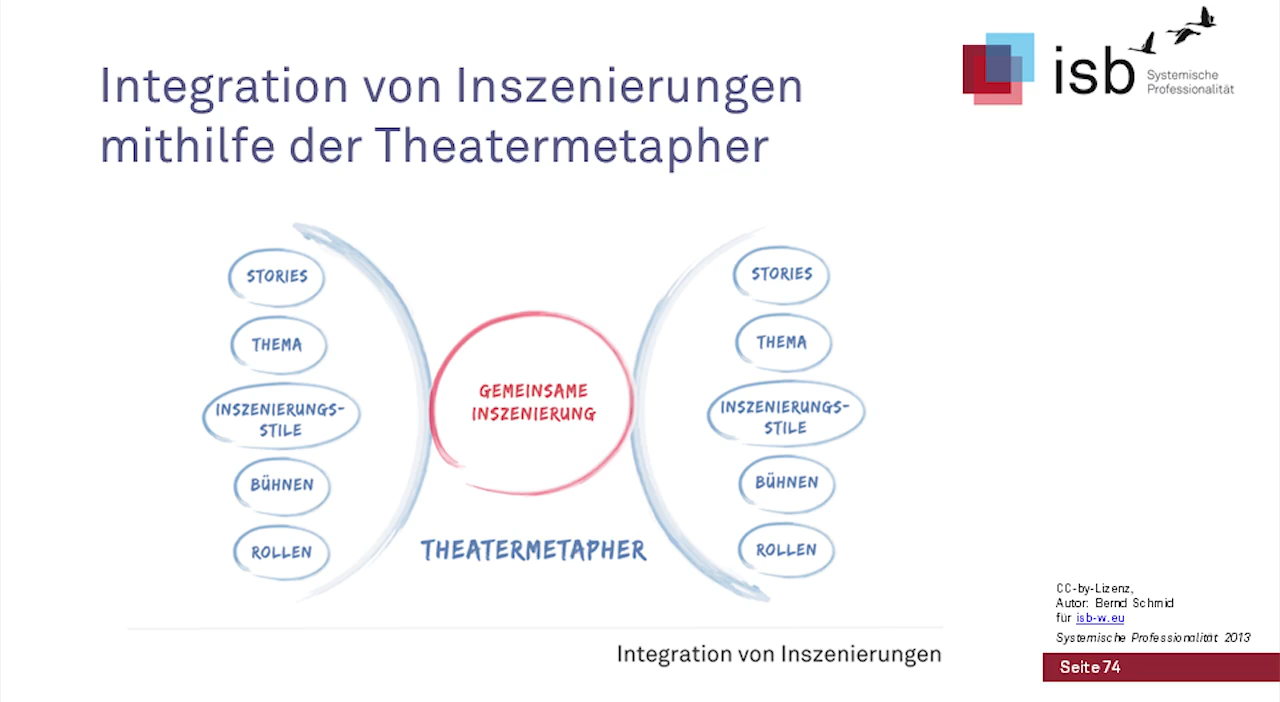 Integration von Inszenierungen
mithilfe der Theatermetapher
isb
Systemische
Professionalität
STORIES
THEMA
INSZENIERUNGS-
STILE
BÜHNEN
ROLLEN
GEMEINSAME
INSZENIERUNG
THEATERMETAPHER
STORIES
THEMA
INSZENIERUNGS-
STILE
BÜHNEN
ROLLEN
Integration von Inszenierungen
CC-by-Lizenz,
Autor: Bernd Schmid
für isb-w.eu
Systemische Professionalität 2013
Seite 74